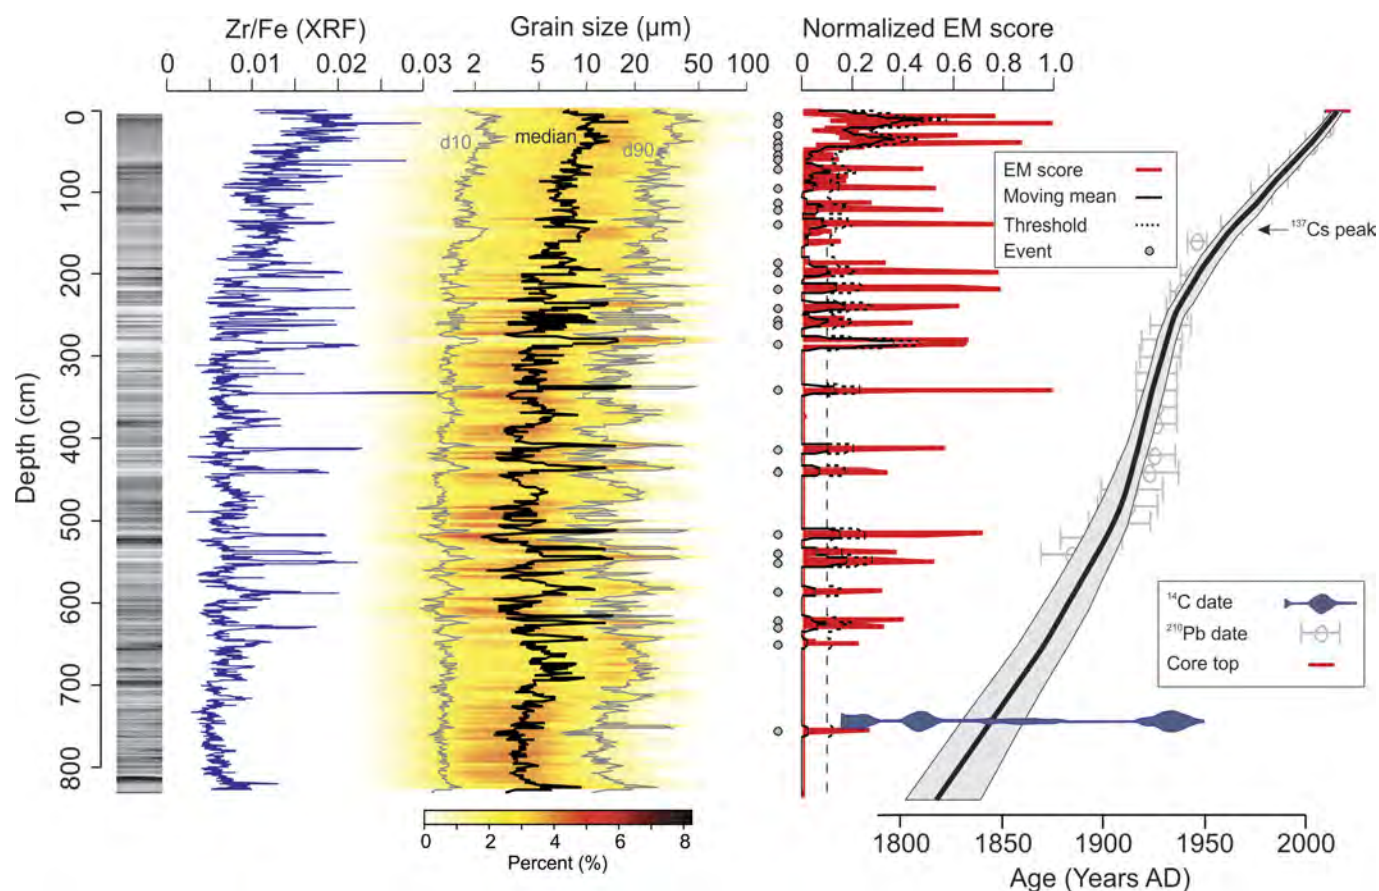 Zr/Fe (XRF)
Grain size (µm)
Normalized EM score
0 0.01 0.02 0.03
2 5 10 20 50 100
0 0.2 0.4 0.6 0.8 1.0
d10
median
d90
EM score
Moving mean
Threshold
Event
¹³⁷Cs peak
Depth (cm)
0
100
200
300
400
500
600
700
800
¹⁴C date
²¹⁰Pb date
Core top
0 2 4 6 8
Percent (%)
1800 1850 1900 1950 2000
Age (Years AD)